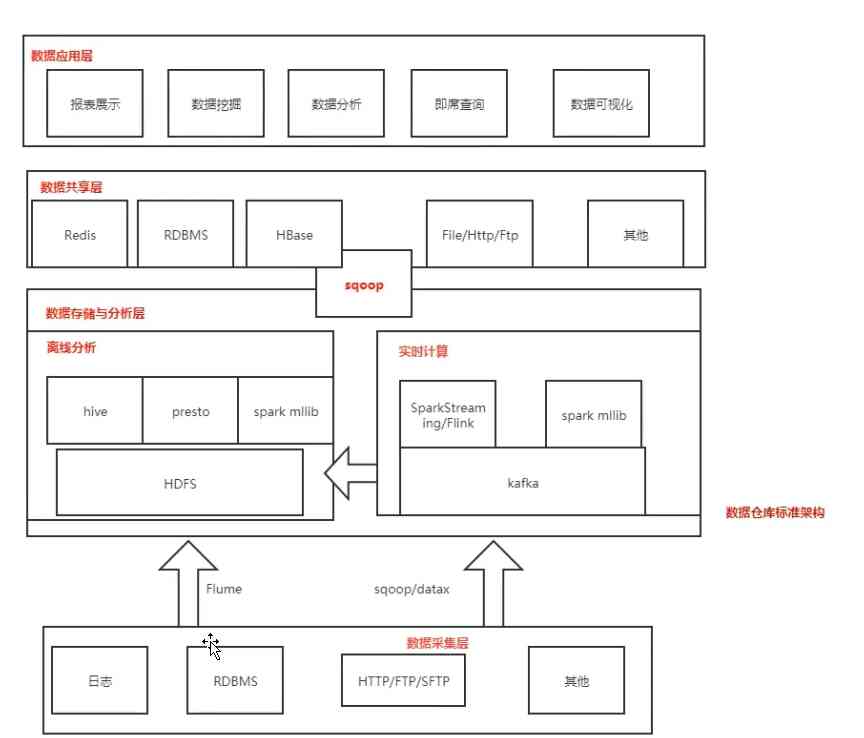 数据应用层
报表展示
数据挖掘
数据分析
即席查询
数据可视化
数据共享层
Redis
RDBMS
HBase
File/Http/Ftp
其他
sqoop
数据存储与分析层
离线分析
实时计算
hive
presto
spark mllib
SparkStream
ing/Flink
spark mllib
HDFS
kafka
数据仓库标准架构
Flume
sqoop/datax
数据采集层
日志
RDBMS
HTTP/FTP/SFTP
其他